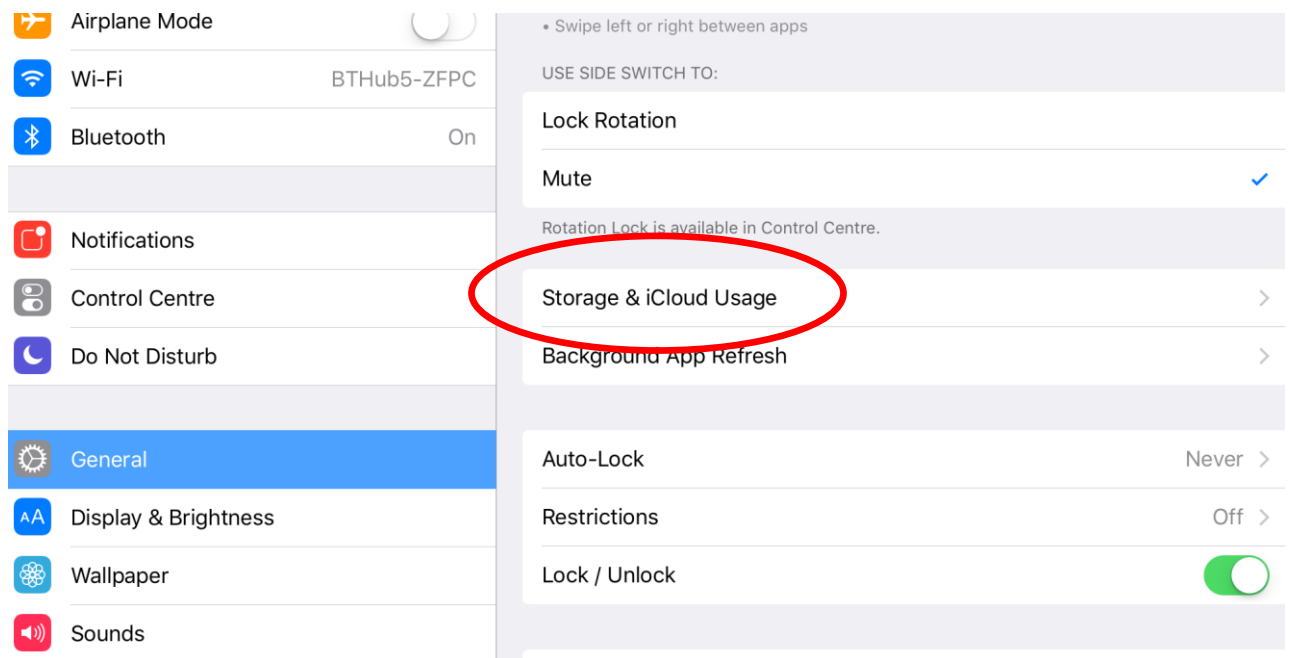 Airplane Mode
Wi-Fi BTHub5-ZFPC
Bluetooth On
Notifications
Control Centre
Do Not Disturb
General
AA Display & Brightness
Wallpaper
Sounds
• Swipe left or right between apps
USE SIDE SWITCH TO:
Lock Rotation
Mute
Rotation Lock is available in Control Centre.
Storage & iCloud Usage
Background App Refresh
Auto-Lock Never
Restrictions Off
Lock / Unlock